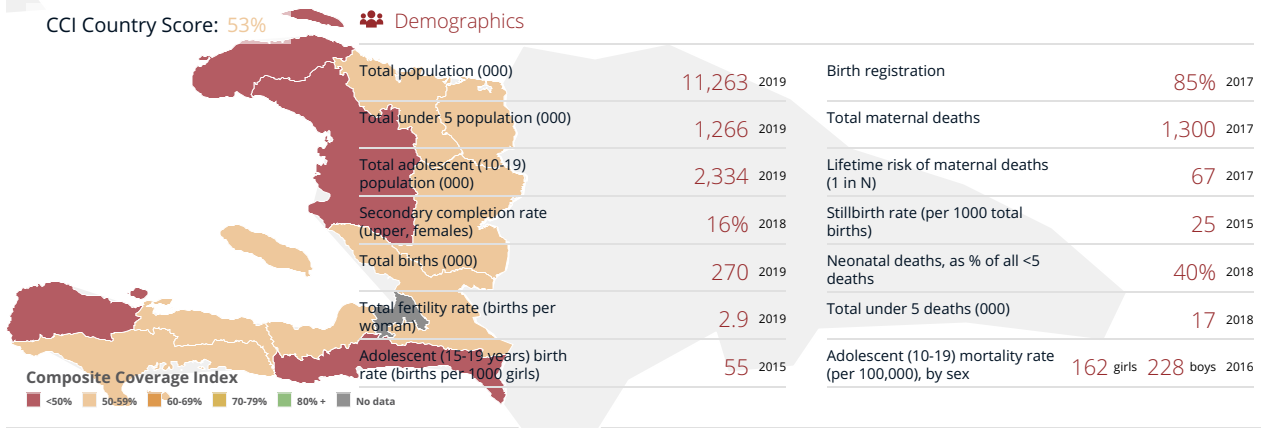 CCI Country Score: 53%
Demographics
Total population (000) 11,263 2019
Total under 5 population (000) 1,266 2019
Total adolescent (10-19)
population (000) 2,334 2019
Secondary completion rate
(upper, females) 16% 2018
Total births (000) 270 2019
Total fertility rate (births per
woman) 2.9 2019
Adolescent (15-19 years) birth
rate (births per 1000 girls) 55 2015
Birth registration 85% 2017
Total maternal deaths 1,300 2017
Lifetime risk of maternal deaths
(1 in N) 67 2017
Stillbirth rate (per 1000 total
births) 25 2015
Neonatal deaths, as % of all <5
deaths 40% 2018
Total under 5 deaths (000) 17 2018
Adolescent (10-19) mortality rate
(per 100,000), by sex 162 girls 228 boys 2016
Composite Coverage Index
<50% 50-59% 60-69% 70-79% 80% + No data